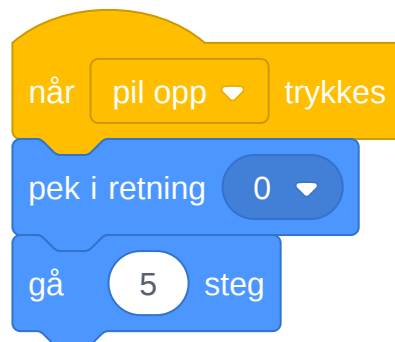 når pil opp trykkes
pek i retning 0
gå 5 steg